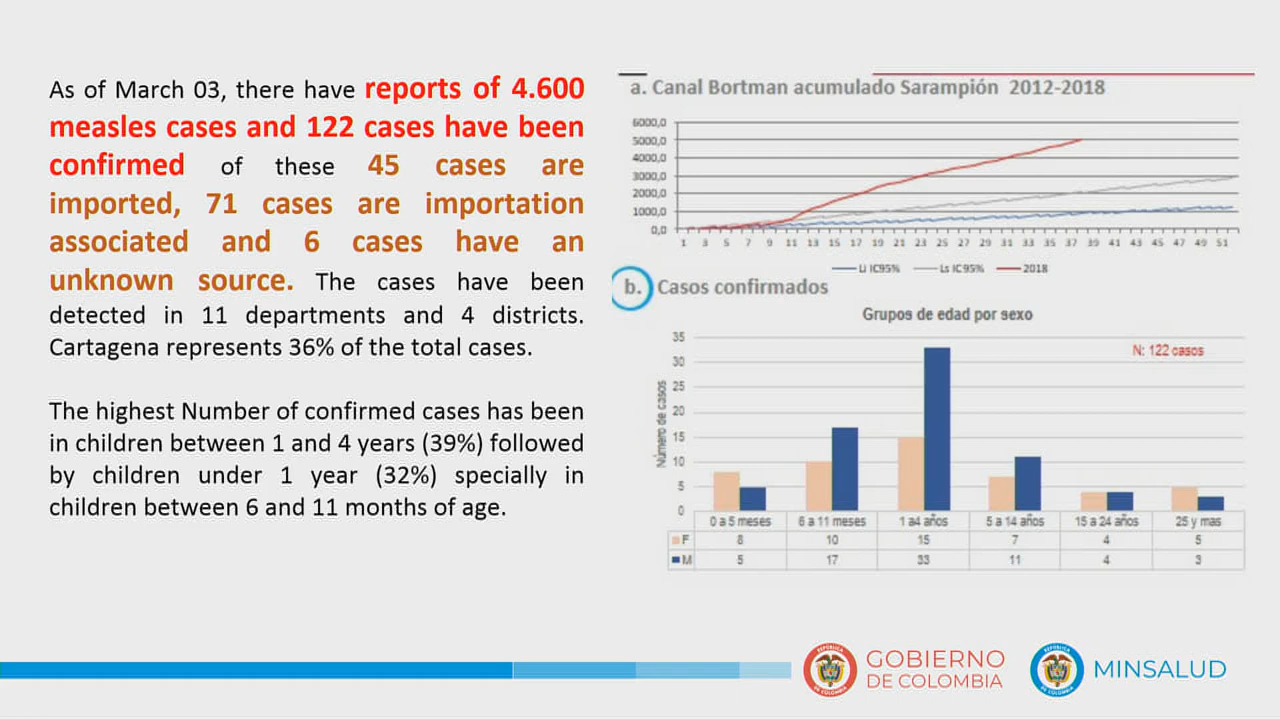 As of March 03, there have reports of 4.600
measles cases and 122 cases have been
confirmed of these 45 cases are
imported, 71 cases are importation
associated and 6 cases have an
unknown source. The cases have been
detected in 11 departments and 4 districts.
Cartagena represents 36% of the total cases.
The highest Number of confirmed cases has been
in children between 1 and 4 years (39%) followed
by children under 1 year (32%) specially in
children between 6 and 11 months of age.
a. Canal Bortman acumulado Sarampión 2012-2018
6000,0
5000,0
4000,0
3000,0
2000,0
1000,0
0,0
1 3 5 7 9 11 13 15 17 19 21 23 25 27 29 31 33 35 37 39 41 43 45 47 49 51
Li IC95% Ls IC95% 2018
b. Casos confirmados
Grupos de edad por sexo
N: 122 casos
Número de casos
35
30
25
20
15
10
5
0
0 a 5 meses 6 a 11 meses 1 a4 años 5 a 14 años 15 a 24 años 25 y mas
F 8 10 15 7 4 5
M 5 17 33 11 4 3
GOBIERNO
DE COLOMBIA
MINSALUD